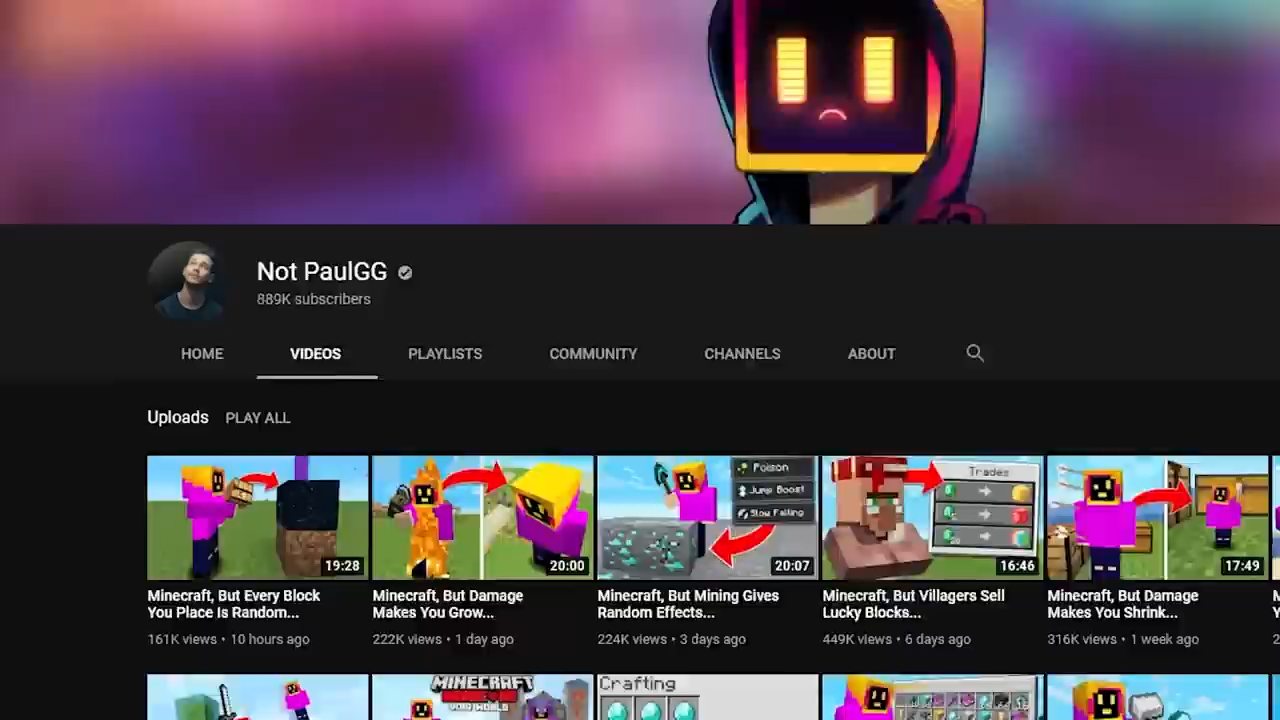 Not PaulGG
889K subscribers
HOME VIDEOS PLAYLISTS COMMUNITY CHANNELS ABOUT
Uploads PLAY ALL
Poison
Jump Boost
Slow Falling
Trades
19:28 20:00 20:07 16:46 17:49
Minecraft, But Every Block
You Place Is Random...
161K views • 10 hours ago
Minecraft, But Damage
Makes You Grow...
222K views • 1 day ago
Minecraft, But Mining Gives
Random Effects...
224K views • 3 days ago
Minecraft, But Villagers Sell
Lucky Blocks...
449K views • 6 days ago
Minecraft, But Damage
Makes You Shrink...
316K views • 1 week ago
MINECRAFT
Crafting